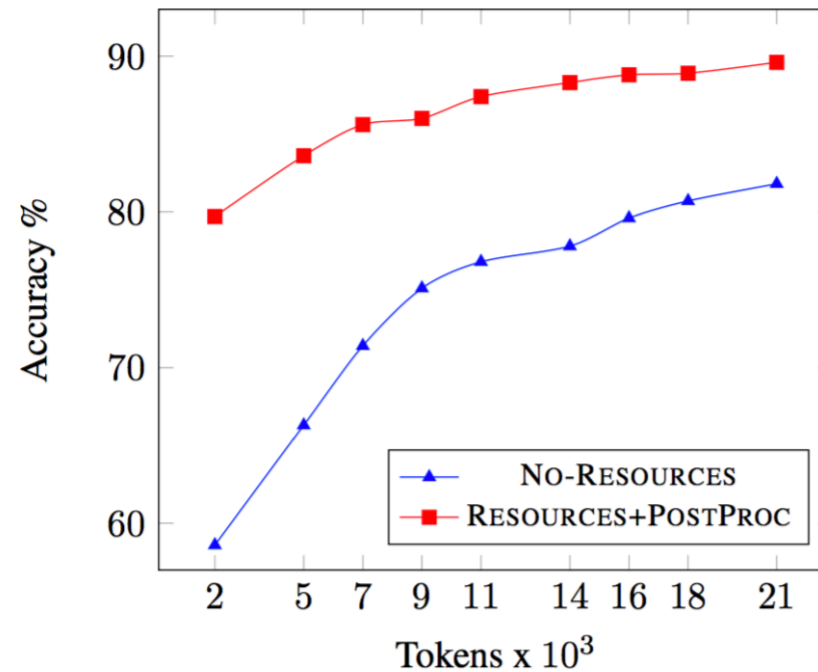 90
80
70
60
Accuracy %
NO-RESOURCES
RESOURCES+POSTPROC
2 5 7 9 11 14 16 18 21
Tokens x 10³